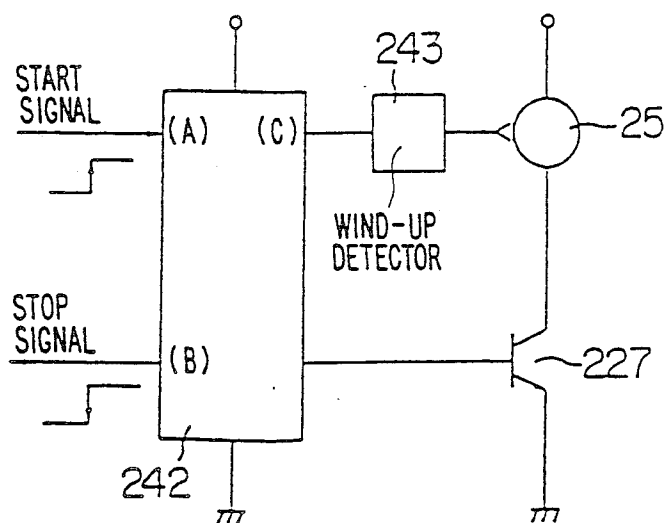 243
START
SIGNAL
(A)
(C)
25
WIND-UP
DETECTOR
STOP
SIGNAL
(B)
227
242